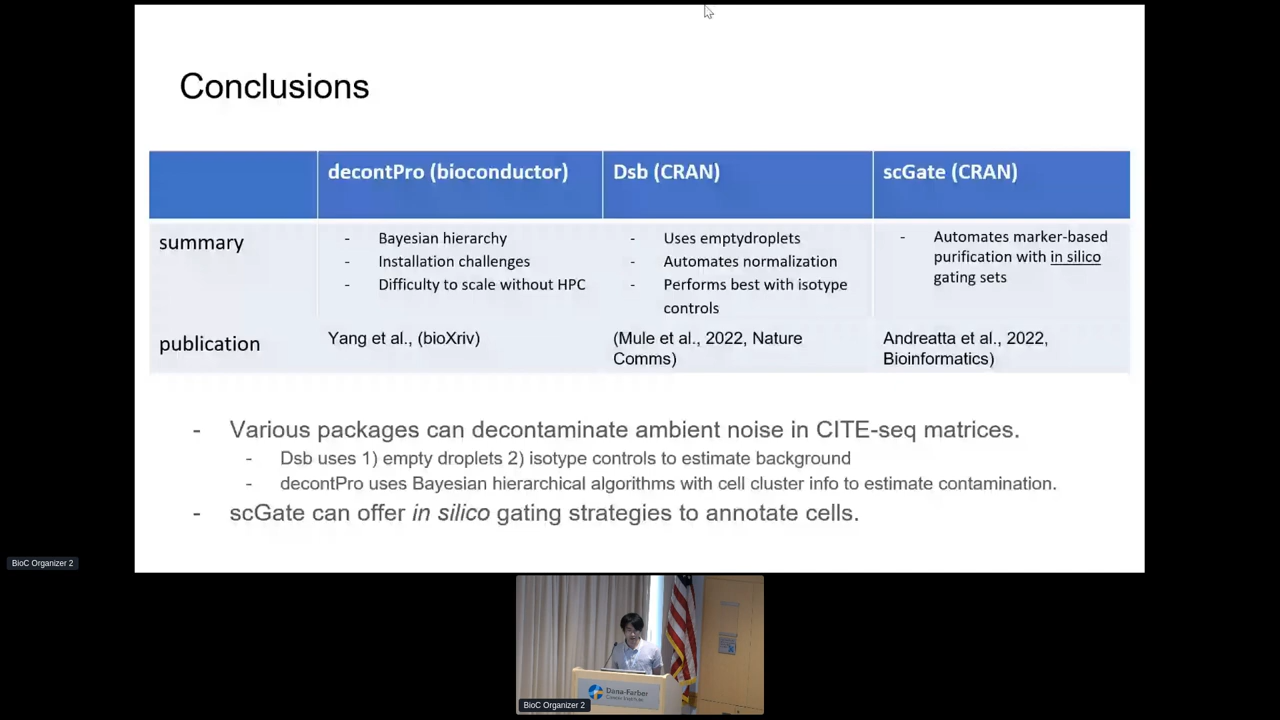 Conclusions
decontPro (bioconductor)
Dsb (CRAN)
scGate (CRAN)
summary
- Bayesian hierarchy
- Installation challenges
- Difficulty to scale without HPC
- Uses emptydroplets
- Automates normalization
- Performs best with isotype
controls
- Automates marker-based
purification with in silico
gating sets
publication
Yang et al., (bioXriv)
(Mule et al., 2022, Nature
Comms)
Andreatta et al., 2022,
Bioinformatics)
- Various packages can decontaminate ambient noise in CITE-seq matrices.
- Dsb uses 1) empty droplets 2) isotype controls to estimate background
- decontPro uses Bayesian hierarchical algorithms with cell cluster info to estimate contamination.
- scGate can offer in silico gating strategies to annotate cells.
BioC Organizer 2
Dana-Farber
Cancer Institute
BioC Organizer 2